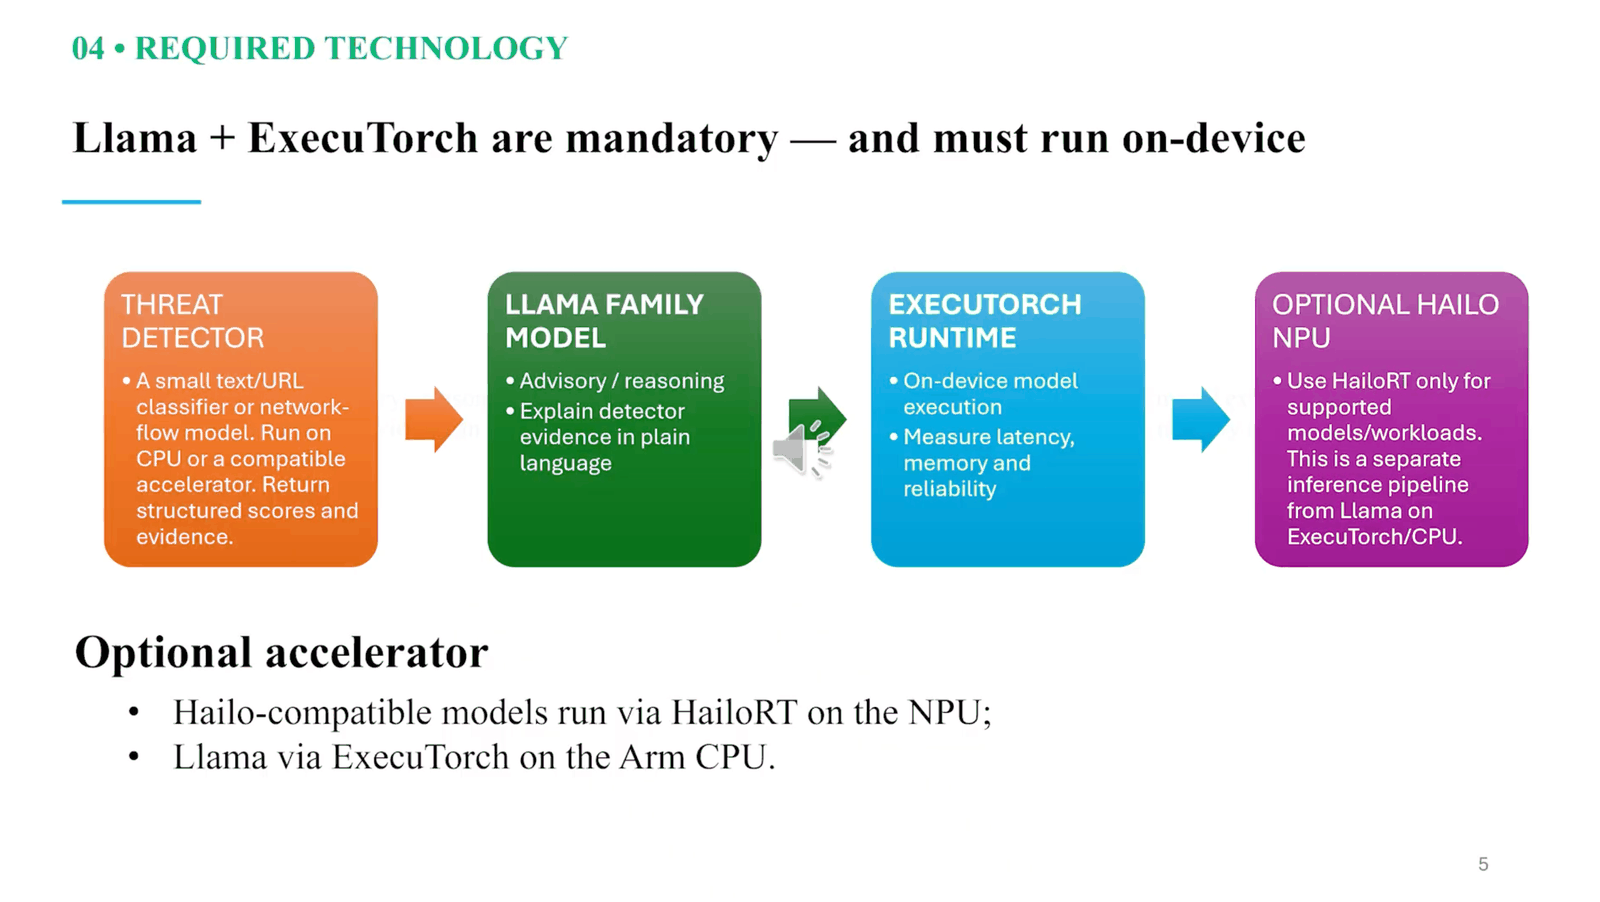 04 • REQUIRED TECHNOLOGY
Llama + ExecuTorch are mandatory — and must run on-device
THREAT
DETECTOR
• A small text/URL
classifier or network-
flow model. Run on
CPU or a compatible
accelerator. Return
structured scores and
evidence.
LLAMA FAMILY
MODEL
• Advisory / reasoning
• Explain detector
evidence in plain
language
EXECUTORCH
RUNTIME
• On-device model
execution
• Measure latency,
memory and
reliability
OPTIONAL HAILO
NPU
• Use HailoRT only for
supported
models/workloads.
This is a separate
inference pipeline
from Llama on
ExecuTorch/CPU.
Optional accelerator
• Hailo-compatible models run via HailoRT on the NPU;
• Llama via ExecuTorch on the Arm CPU.
5